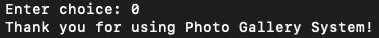 Enter choice: 0
Thank you for using Photo Gallery System!